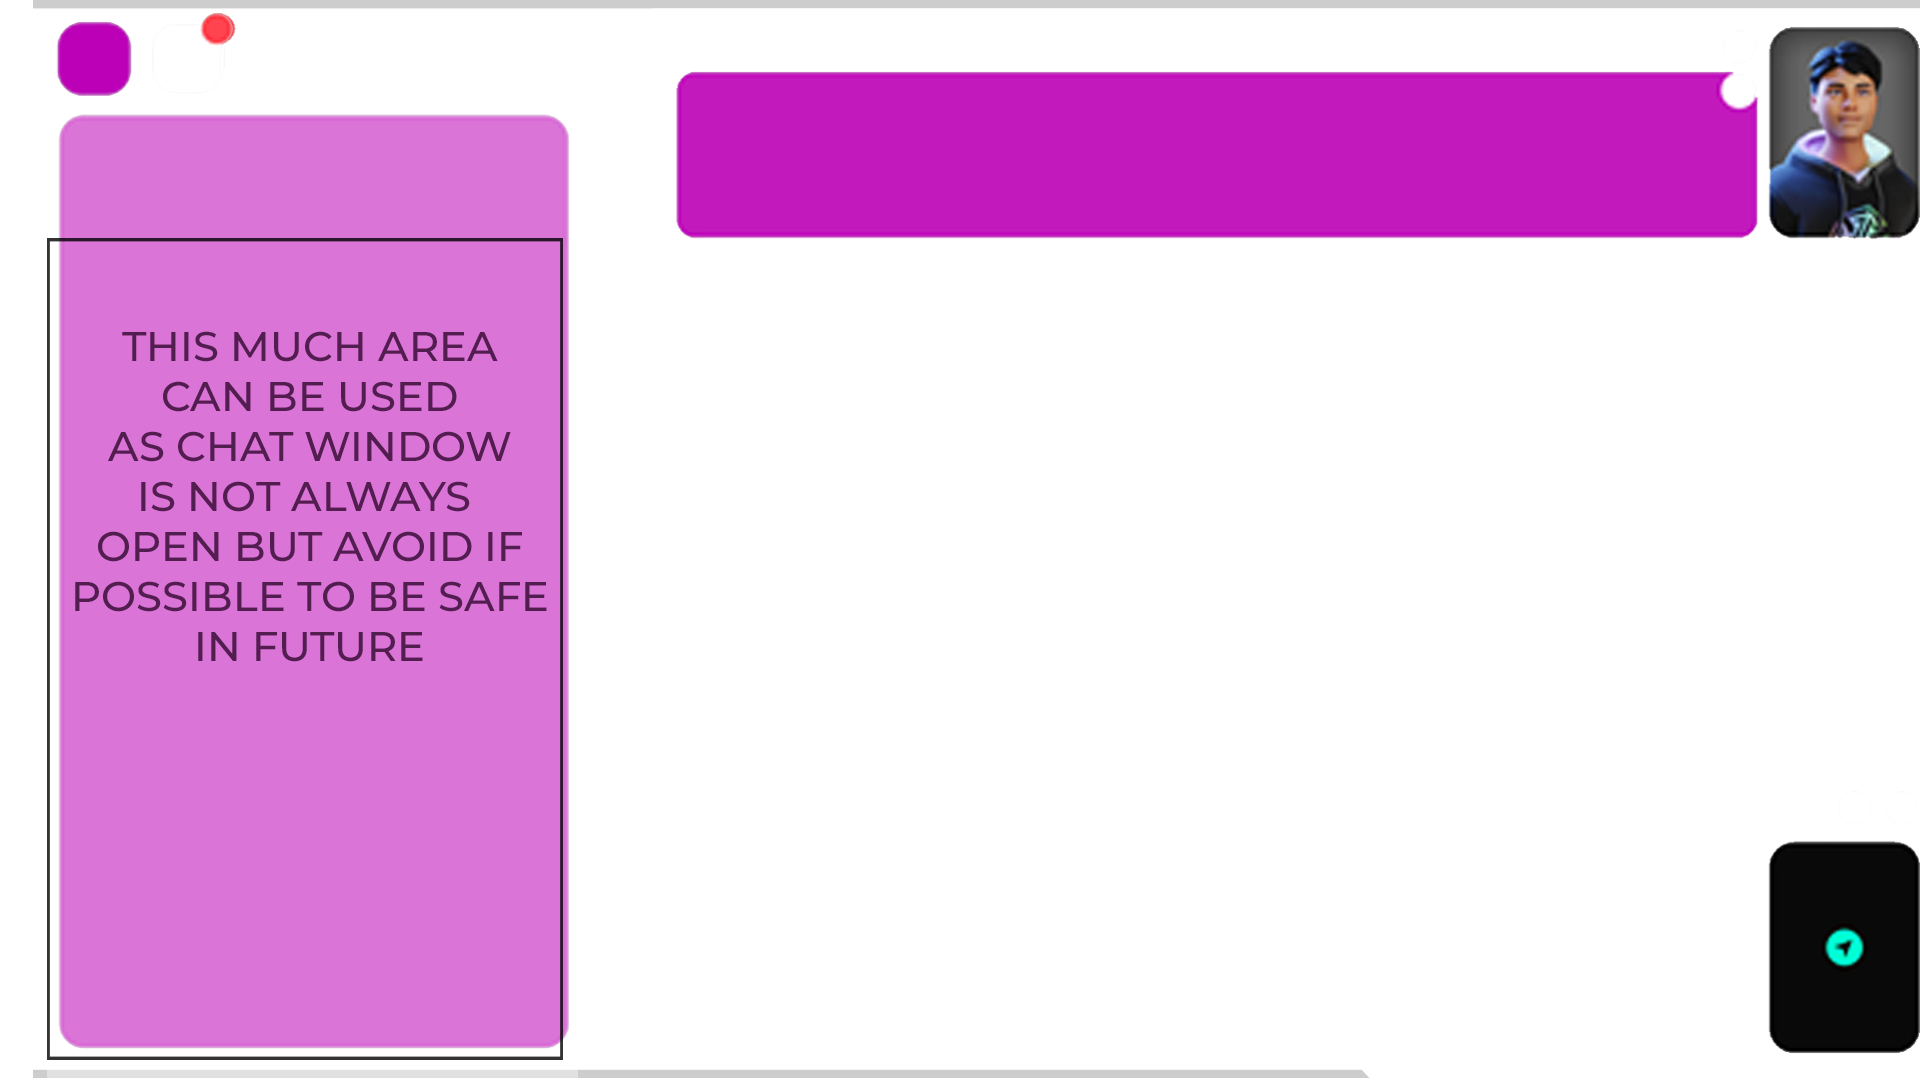 THIS MUCH AREA
CAN BE USED
AS CHAT WINDOW
IS NOT ALWAYS
OPEN BUT AVOID IF
POSSIBLE TO BE SAFE
IN FUTURE